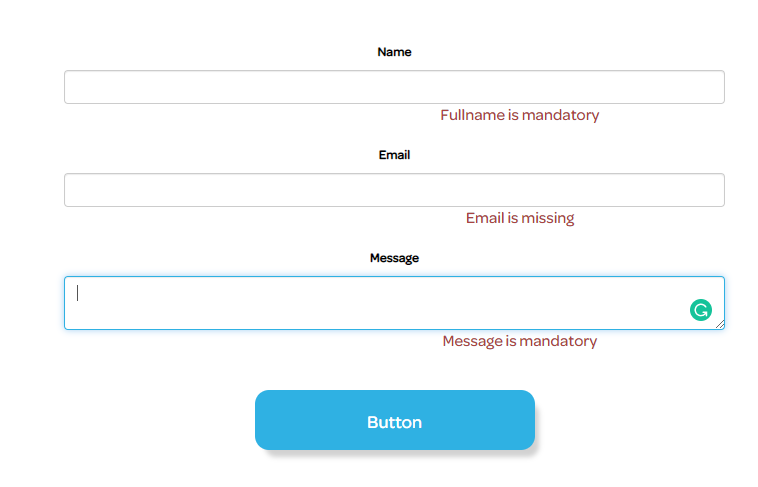 Name
Fullname is mandatory
Email
Email is missing
Message
Message is mandatory
Button